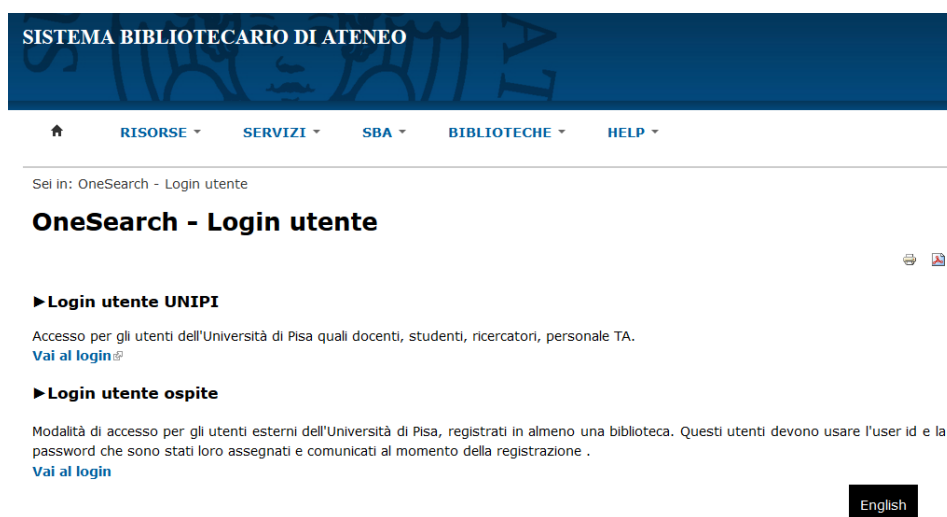 SISTEMA BIBLIOTECARIO DI ATENEO
RISORSE SERVIZI SBA BIBLIOTECHE HELP
Sei in: OneSearch - Login utente
OneSearch - Login utente
►Login utente UNIPI
Accesso per gli utenti dell'Università di Pisa quali docenti, studenti, ricercatori, personale TA.
Vai al login
►Login utente ospite
Modalità di accesso per gli utenti esterni dell'Università di Pisa, registrati in almeno una biblioteca. Questi utenti devono usare l'user id e la
password che sono stati loro assegnati e comunicati al momento della registrazione .
Vai al login
English